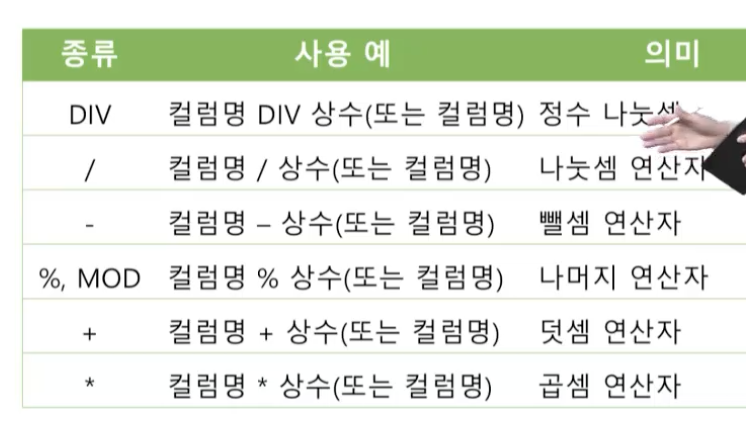 종류 사용 예 의미
DIV 컬럼명 DIV 상수(또는 컬럼명) 정수 나눗셈
/ 컬럼명 / 상수(또는 컬럼명) 나눗셈 연산자
- 컬럼명 – 상수(또는 컬럼명) 뺄셈 연산자
%, MOD 컬럼명 % 상수(또는 컬럼명) 나머지 연산자
+ 컬럼명 + 상수(또는 컬럼명) 덧셈 연산자
* 컬럼명 * 상수(또는 컬럼명) 곱셈 연산자